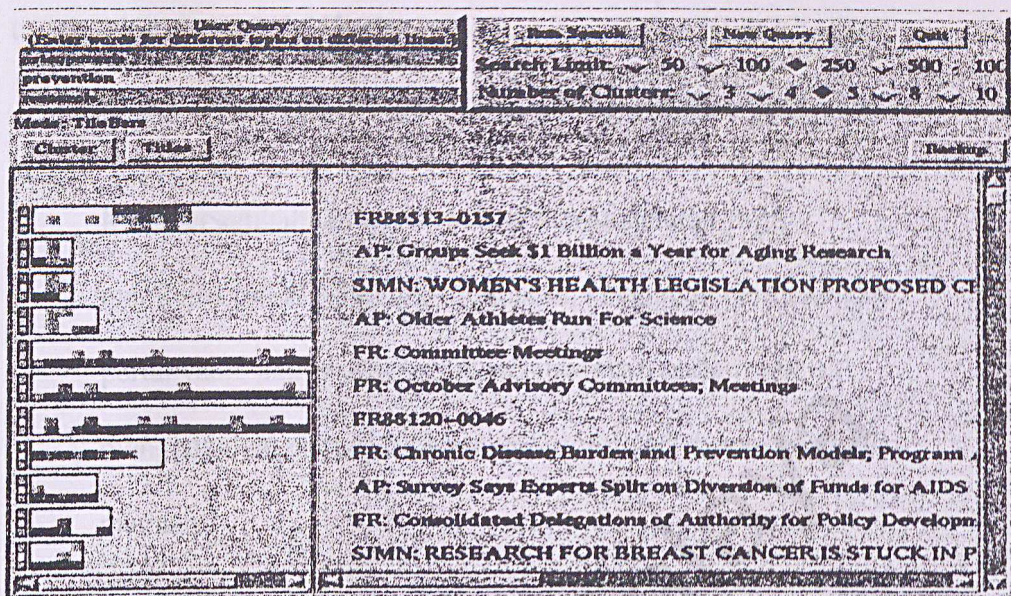 User Query
(Enter words for different topics on different lines)
prevention
Run Search New Query Quit
Search Limit: 50 100 250 500 100
Number of Clusters: 3 4 5 8 10
Mode: TileBars
Cluster Titles Backup
FR88513-0157
AP: Groups Seek $1 Billion a Year for Aging Research
SJMN: WOMEN'S HEALTH LEGISLATION PROPOSED
AP: Older Athletes Run For Science
FR: Committee Meetings
FR: October Advisory Committees; Meetings
FR88120-0046
FR: Chronic Disease Burden and Prevention Models; Program
AP: Survey Says Experts Split on Diversion of Funds for AIDS
FR: Consolidated Delegations of Authority for Policy Developm
SJMN: RESEARCH FOR BREAST CANCER IS STUCK IN P